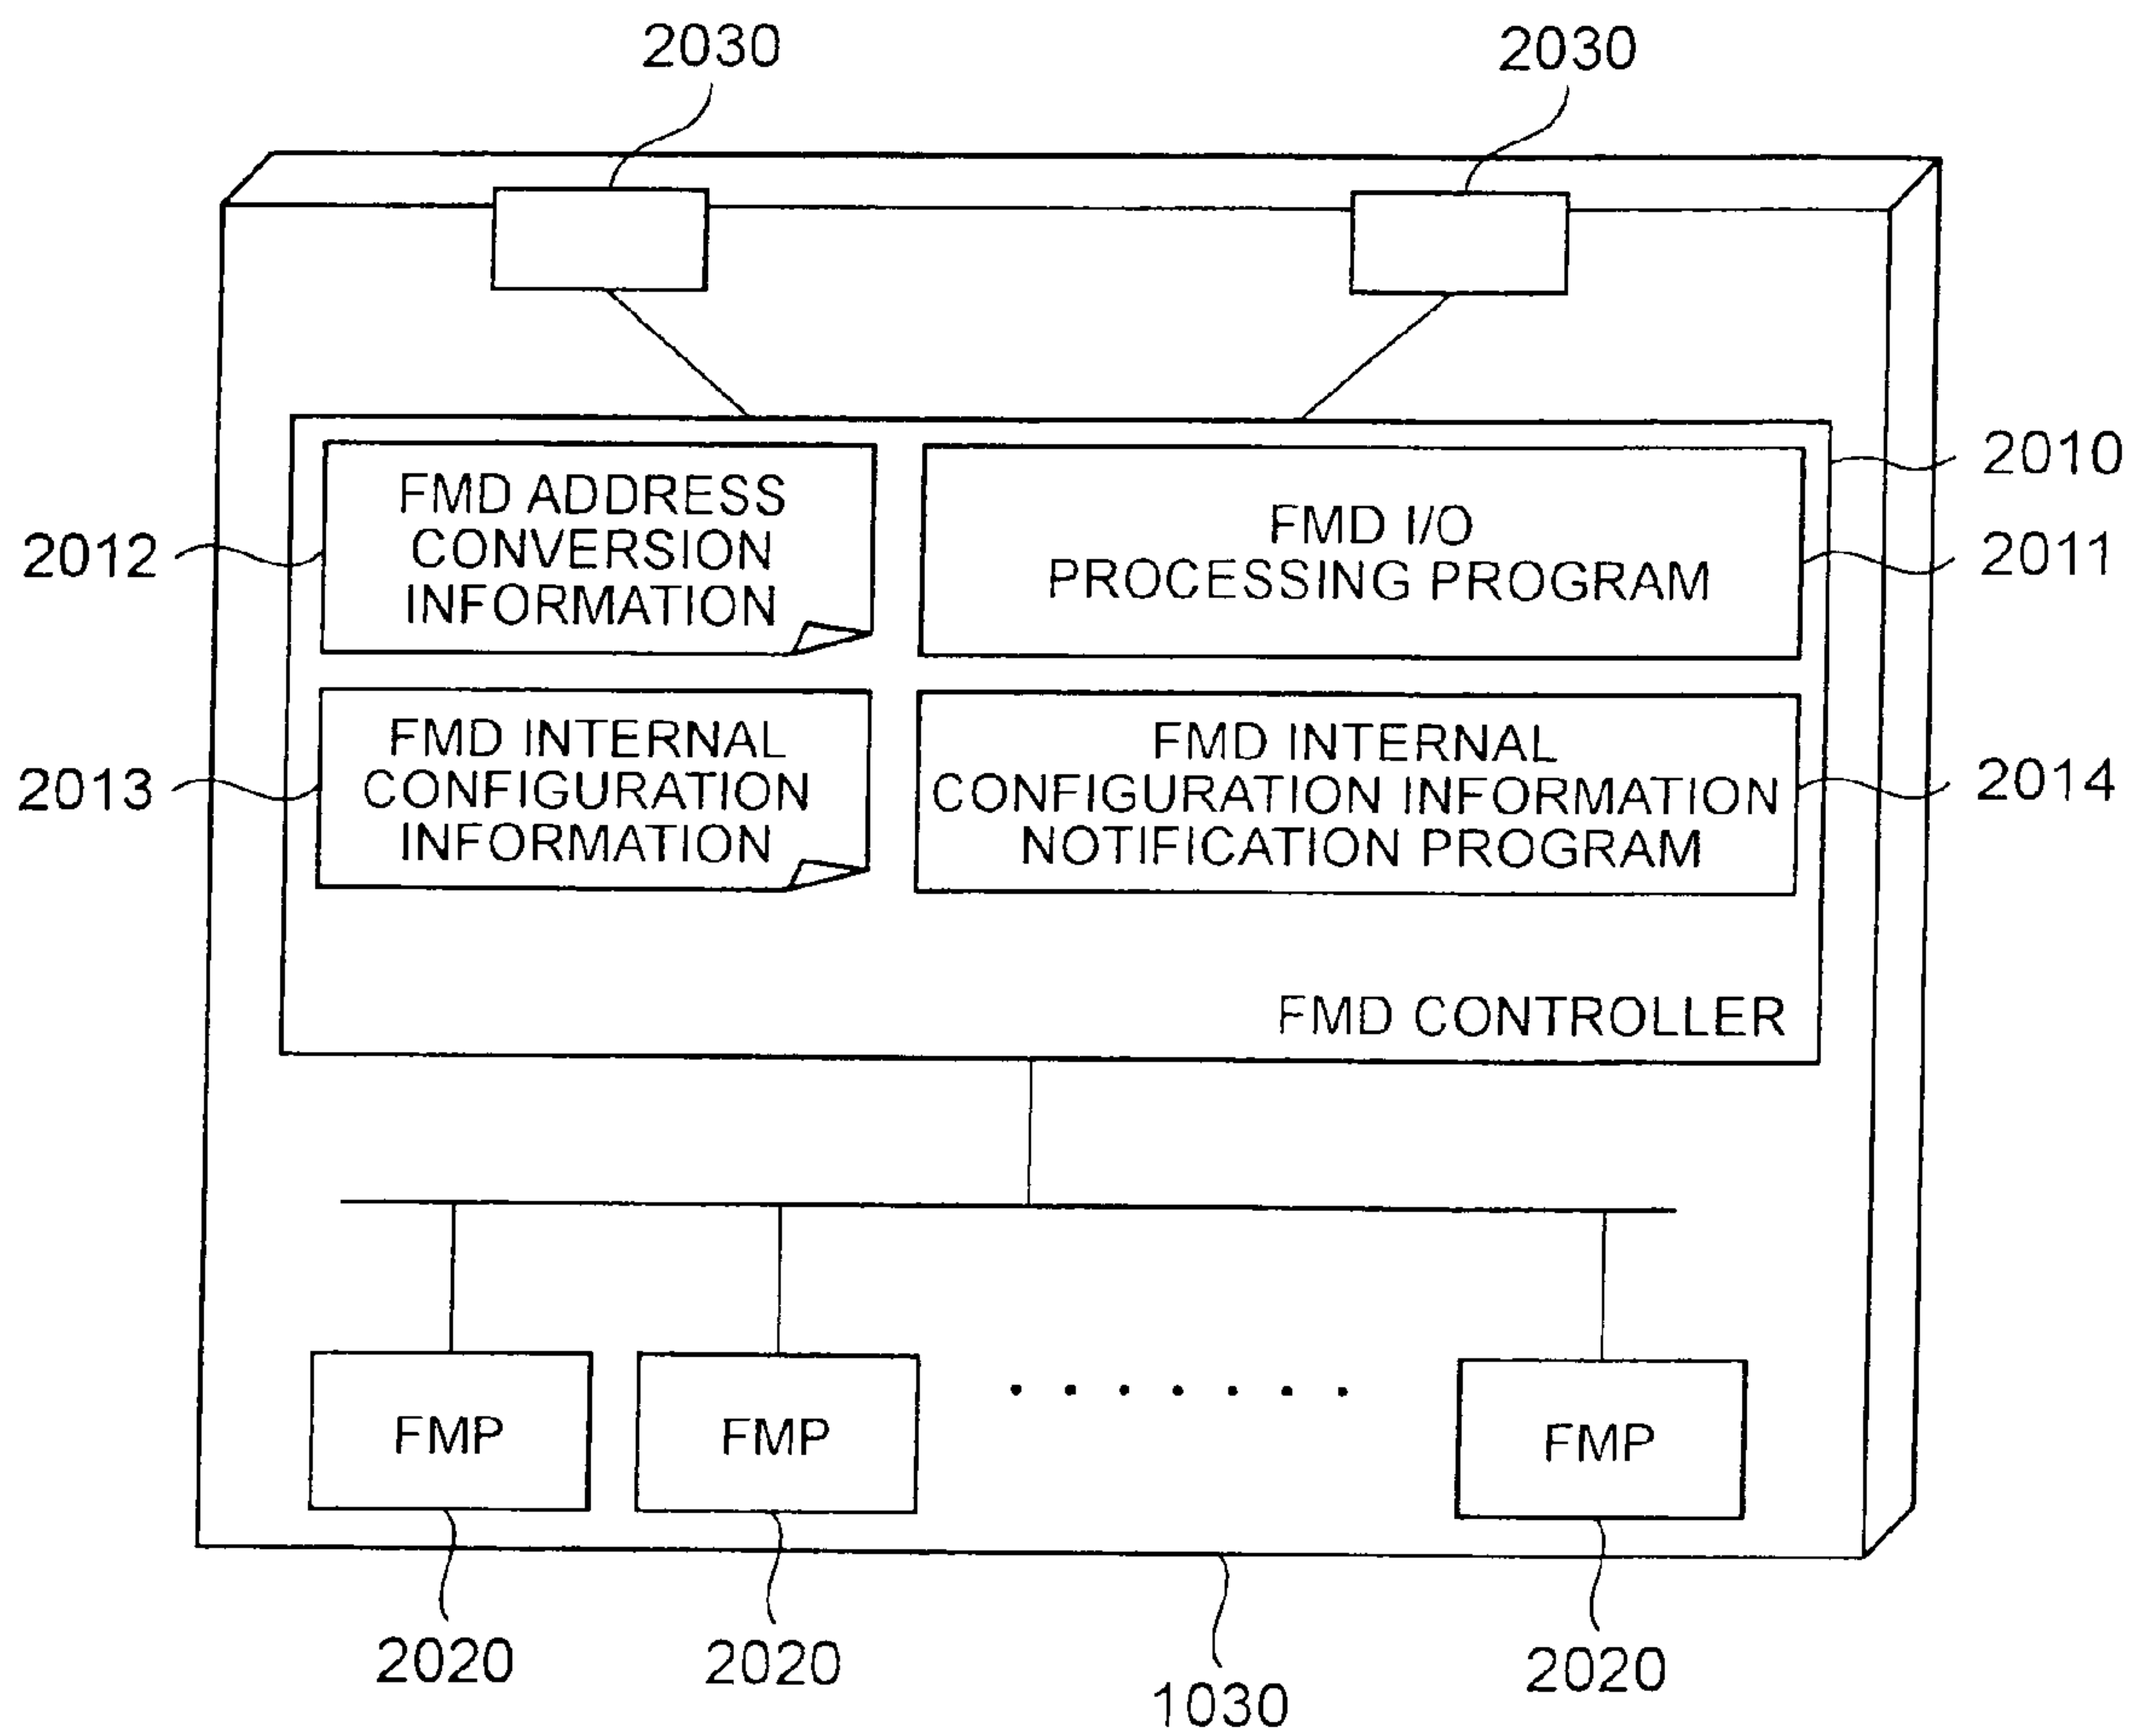 2030
2030
2010
FMD ADDRESS
CONVERSION
INFORMATION
FMD I/O
PROCESSING PROGRAM
2012
2011
FMD INTERNAL
CONFIGURATION
INFORMATION
FMD INTERNAL
CONFIGURATION INFORMATION
NOTIFICATION PROGRAM
2013
2014
FMD CONTROLLER
FMP
FMP
FMP
2020
2020
2020
1030